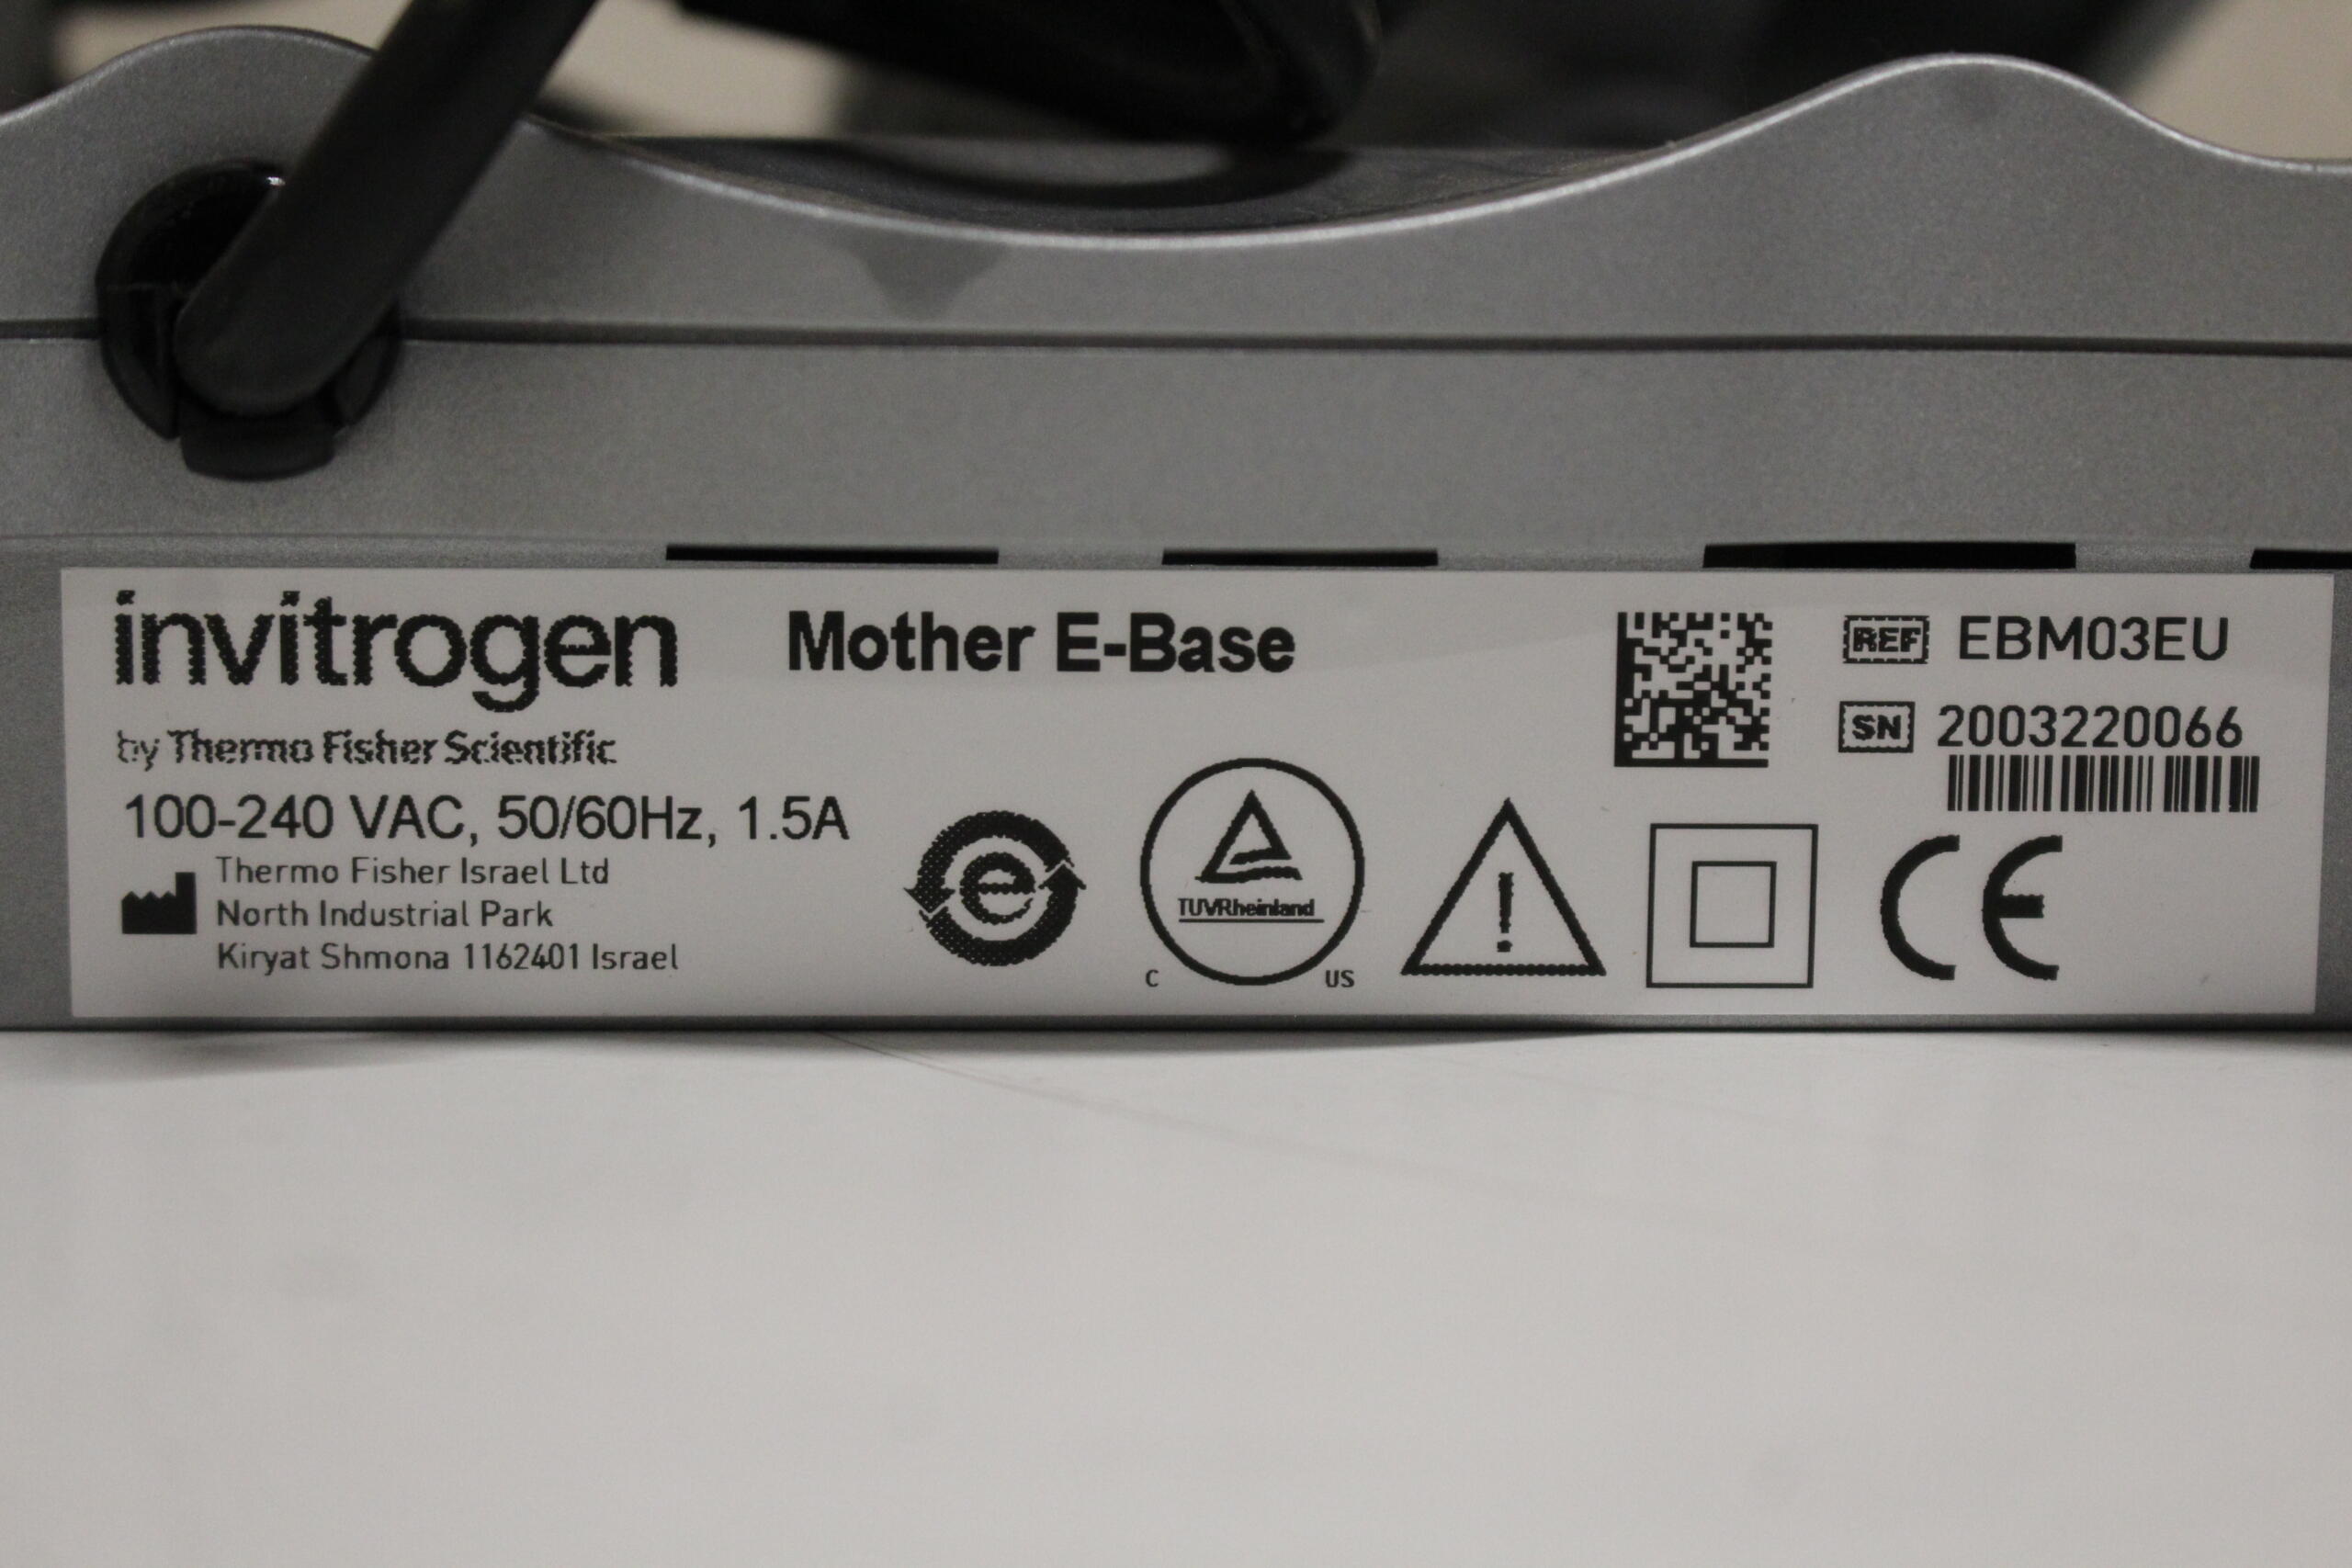 invitrogen
by Thermo Fisher Scientific
Mother E-Base
100-240 VAC, 50/60Hz, 1.5A
Thermo Fisher Israel Ltd
North Industrial Park
Kiryat Shmona 1162401 Israel
e
TUVRheinland
C US
!
REF EBM03EU
SN 2003220066
CE